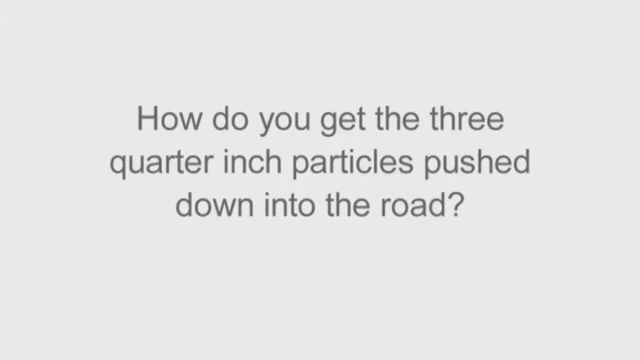 How do you get the three
quarter inch particles pushed
down into the road?